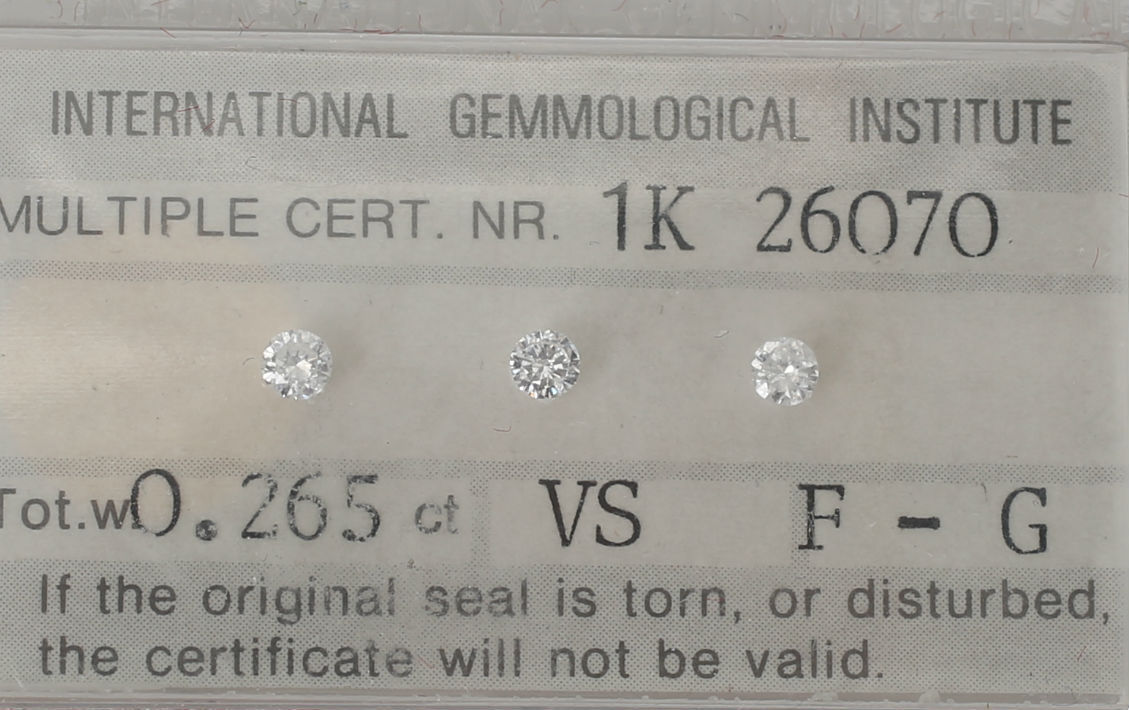 INTERNATIONAL GEMMOLOGICAL INSTITUTE
MULTIPLE CERT. NR. 1K 26070
Tot.w0.265 ct VS F - G
If the original seal is torn, or disturbed,
the certificate will not be valid.